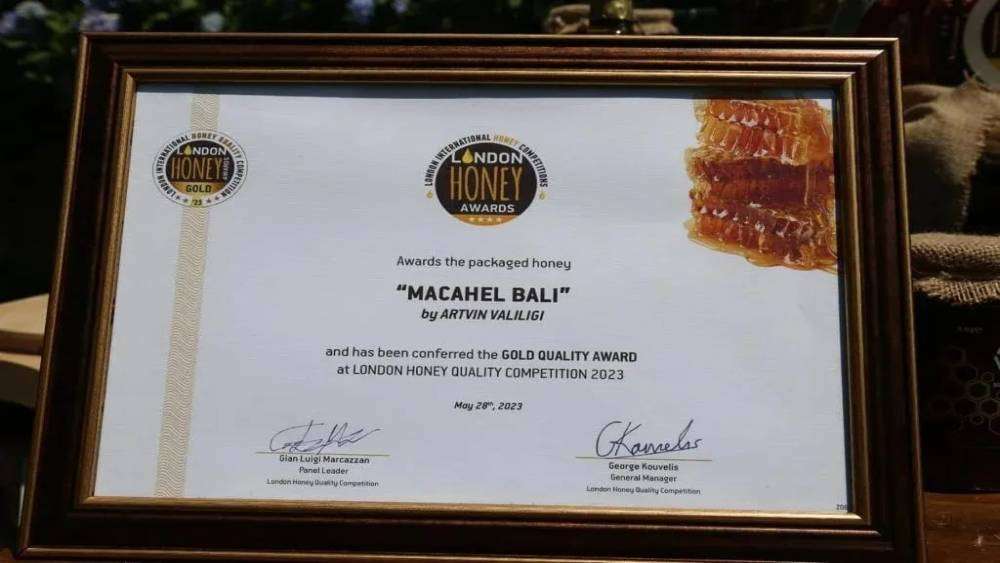 LONDON INTERNATIONAL HONEY QUALITY COMPETITION
LONDON
HONEY
AWARDS
GOLD
'23
LONDON INTERNATIONAL HONEY COMPETITIONS
LONDON
HONEY
AWARDS
Awards the packaged honey
"MACAHEL BALI"
by ARTVIN VALILIGI
and has been conferred the GOLD QUALITY AWARD
at LONDON HONEY QUALITY COMPETITION 2023
May 28th, 2023
Gian Luigi Marcazzan
Panel Leader
London Honey Quality Competition
GKouvelis
George Kouvelis
General Manager
London Honey Quality Competition